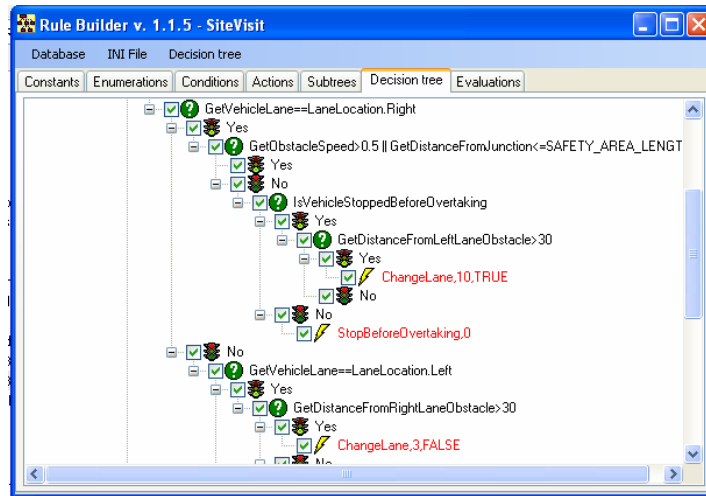 Rule Builder v. 1.1.5 - SiteVisit
Database INI File Decision tree
Constants Enumerations Conditions Actions Subtrees Decision tree Evaluations
GetVehicleLane==LaneLocation.Right
Yes
GetObstacleSpeed>0.5 || GetDistanceFromJunction<=SAFETY_AREA_LENGT
Yes
No
IsVehicleStoppedBeforeOvertaking
Yes
GetDistanceFromLeftLaneObstacle>30
Yes
ChangeLane,10,TRUE
No
No
StopBeforeOvertaking,0
No
GetVehicleLane==LaneLocation.Left
Yes
GetDistanceFromRightLaneObstacle>30
Yes
ChangeLane,3,FALSE
No